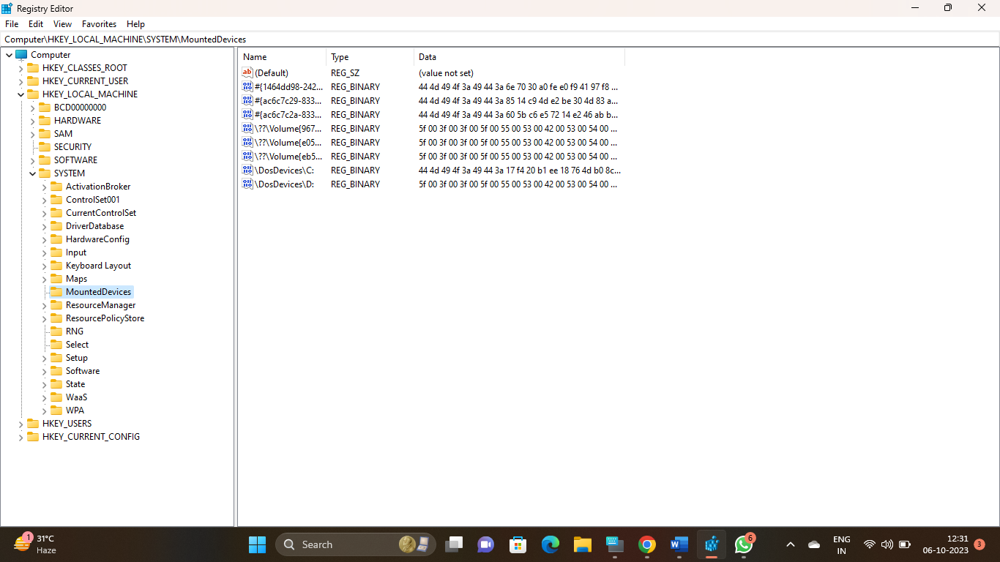 Registry Editor
File Edit View Favorites Help
Computer\HKEY_LOCAL_MACHINE\SYSTEM\MountedDevices
Computer
HKEY_CLASSES_ROOT
HKEY_CURRENT_USER
HKEY_LOCAL_MACHINE
BCD00000000
HARDWARE
SAM
SECURITY
SOFTWARE
SYSTEM
ActivationBroker
ControlSet001
CurrentControlSet
DriverDatabase
HardwareConfig
Input
Keyboard Layout
Maps
MountedDevices
ResourceManager
ResourcePolicyStore
RNG
Select
Setup
Software
State
WaaS
WPA
HKEY_USERS
HKEY_CURRENT_CONFIG
Name Type Data
ab (Default) REG_SZ (value not set)
#{1464dd98-242... REG_BINARY 44 4d 49 4f 3a 49 44 3a 6e 70 30 a0 fe e0 f9 41 97 f8 ...
#{ac6c7c29-833... REG_BINARY 44 4d 49 4f 3a 49 44 3a 85 14 c9 4d e2 be 30 4d 83 a...
#{ac6c7c2a-833... REG_BINARY 44 4d 49 4f 3a 49 44 3a 60 5b c6 e5 72 14 e2 46 ab b...
\??\Volume{967... REG_BINARY 5f 00 3f 00 3f 00 5f 00 55 00 53 00 42 00 53 00 54 00 ...
\??\Volume{e05... REG_BINARY 5f 00 3f 00 3f 00 5f 00 55 00 53 00 42 00 53 00 54 00 ...
\??\Volume{eb5... REG_BINARY 5f 00 3f 00 3f 00 5f 00 55 00 53 00 42 00 53 00 54 00 ...
\DosDevices\C: REG_BINARY 44 4d 49 4f 3a 49 44 3a 17 f4 20 b1 ee 18 76 4d b0 8c...
\DosDevices\D: REG_BINARY 5f 00 3f 00 3f 00 5f 00 55 00 53 00 42 00 53 00 54 00 ...
1
31°C
Haze
Search
W
6
ENG
IN
12:31
06-10-2023
3